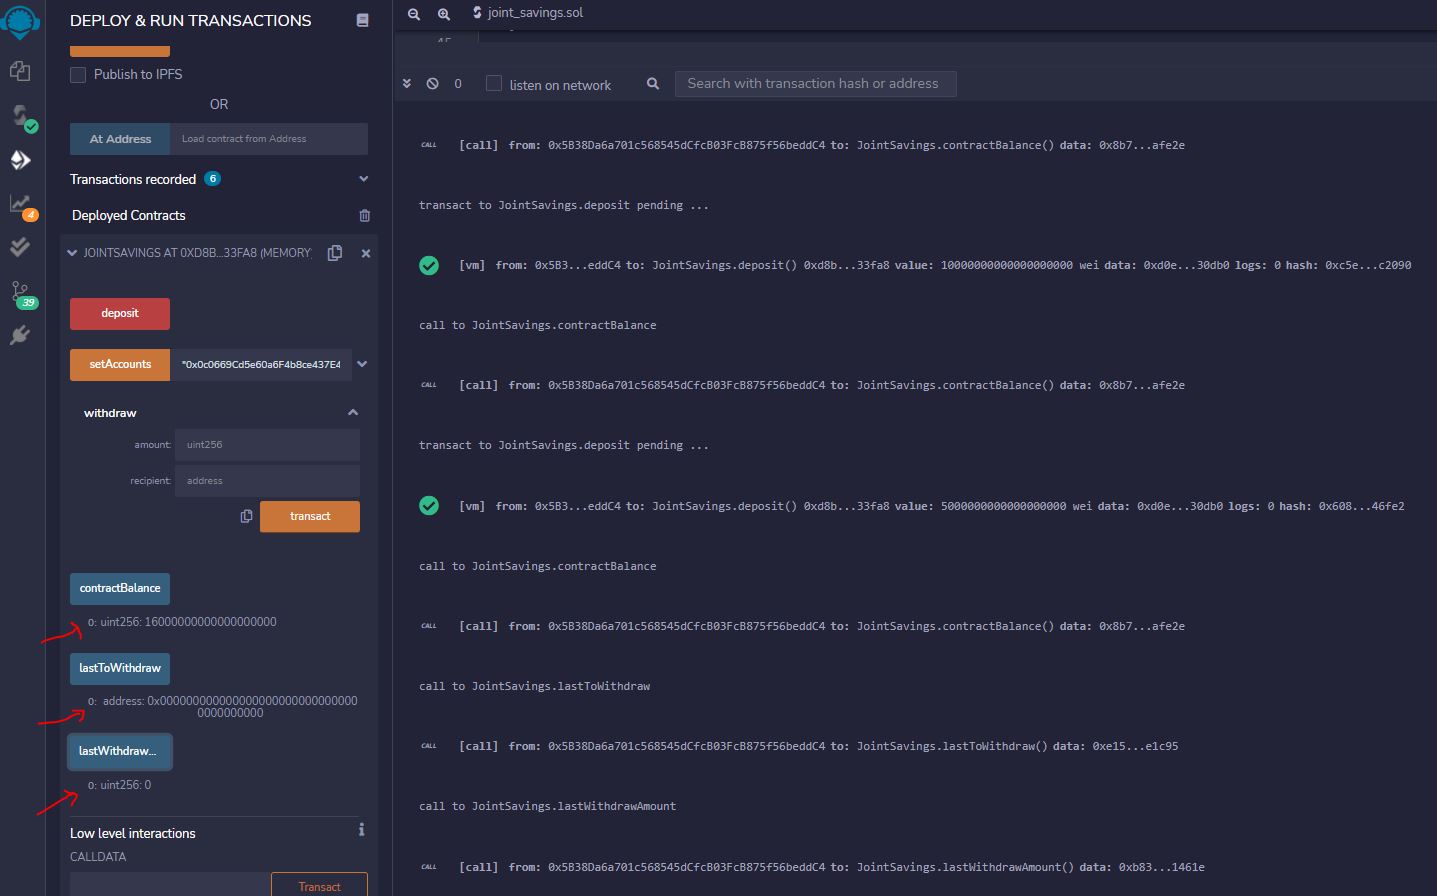 DEPLOY & RUN TRANSACTIONS
Publish to IPFS
OR
At Address Load contract from Address
Transactions recorded 6
Deployed Contracts
JOINTSAVINGS AT 0XD8B...33FA8 (MEMORY)
deposit
setAccounts "0x0c0669Cd5e60a6F4b8ce437E4
withdraw
amount: uint256
recipient: address
transact
contractBalance
0: uint256: 16000000000000000000
lastToWithdraw
0: address: 0x000000000000000000000000000000
0000000000
lastWithdraw...
0: uint256: 0
Low level interactions
CALLDATA
Transact
4
39
joint_savings.sol
45
0 listen on network Search with transaction hash or address
CALL [call] from: 0x5B38Da6a701c568545dCfcB03FcB875f56beddC4 to: JointSavings.contractBalance() data: 0x8b7...afe2e
transact to JointSavings.deposit pending ...
[vm] from: 0x5B3...eddC4 to: JointSavings.deposit() 0xd8b...33fa8 value: 10000000000000000000 wei data: 0xd0e...30db0 logs: 0 hash: 0xc5e...c2090
call to JointSavings.contractBalance
CALL [call] from: 0x5B38Da6a701c568545dCfcB03FcB875f56beddC4 to: JointSavings.contractBalance() data: 0x8b7...afe2e
transact to JointSavings.deposit pending ...
[vm] from: 0x5B3...eddC4 to: JointSavings.deposit() 0xd8b...33fa8 value: 5000000000000000000 wei data: 0xd0e...30db0 logs: 0 hash: 0x608...46fe2
call to JointSavings.contractBalance
CALL [call] from: 0x5B38Da6a701c568545dCfcB03FcB875f56beddC4 to: JointSavings.contractBalance() data: 0x8b7...afe2e
call to JointSavings.lastToWithdraw
CALL [call] from: 0x5B38Da6a701c568545dCfcB03FcB875f56beddC4 to: JointSavings.lastToWithdraw() data: 0xe15...e1c95
call to JointSavings.lastWithdrawAmount
CALL [call] from: 0x5B38Da6a701c568545dCfcB03FcB875f56beddC4 to: JointSavings.lastWithdrawAmount() data: 0xb83...1461e